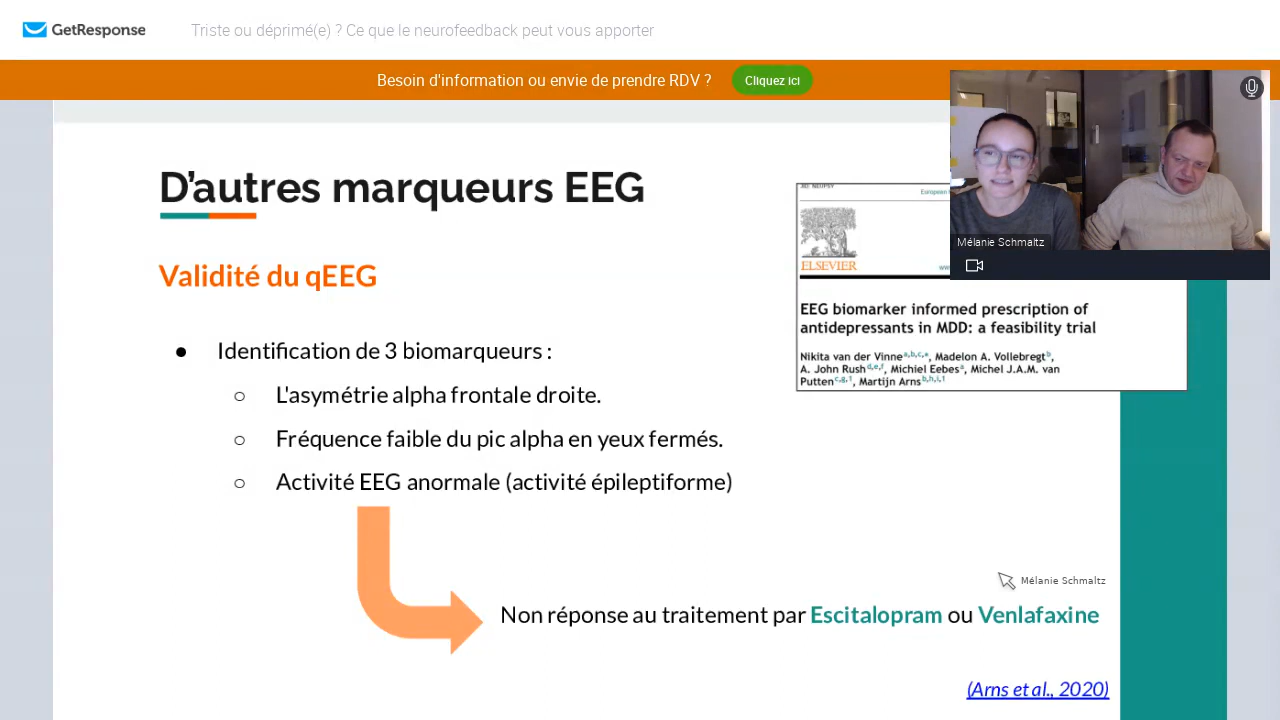 GetResponse
Triste ou déprimé(e) ? Ce que le neurofeedback peut vous apporter
Besoin d'information ou envie de prendre RDV ?
Cliquez ici
D'autres marqueurs EEG
Validité du qEEG
● Identification de 3 biomarqueurs :
○ L'asymétrie alpha frontale droite.
○ Fréquence faible du pic alpha en yeux fermés.
○ Activité EEG anormale (activité épileptiforme)
Non réponse au traitement par Escitalopram ou Venlafaxine
(Arns et al., 2020)
European
ELSEVIER
www
EEG biomarker informed prescription of
antidepressants in MDD: a feasibility trial
Nikita van der Vinne a,b,c,*, Madelon A. Vollebregt b,
A. John Rush d,e,f, Michiel Eebes a, Michel J.A.M. van
Putten c,g,1, Martijn Arns b,h,i,1
Mélanie Schmaltz
Mélanie Schmaltz